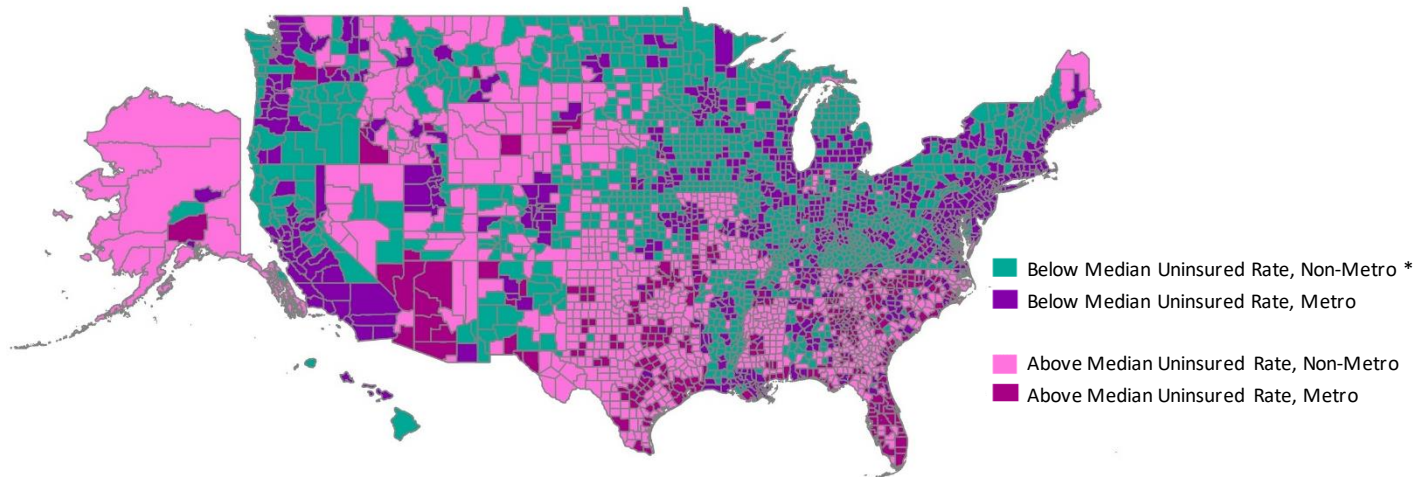 Below Median Uninsured Rate, Non-Metro *
Below Median Uninsured Rate, Metro
Above Median Uninsured Rate, Non-Metro
Above Median Uninsured Rate, Metro